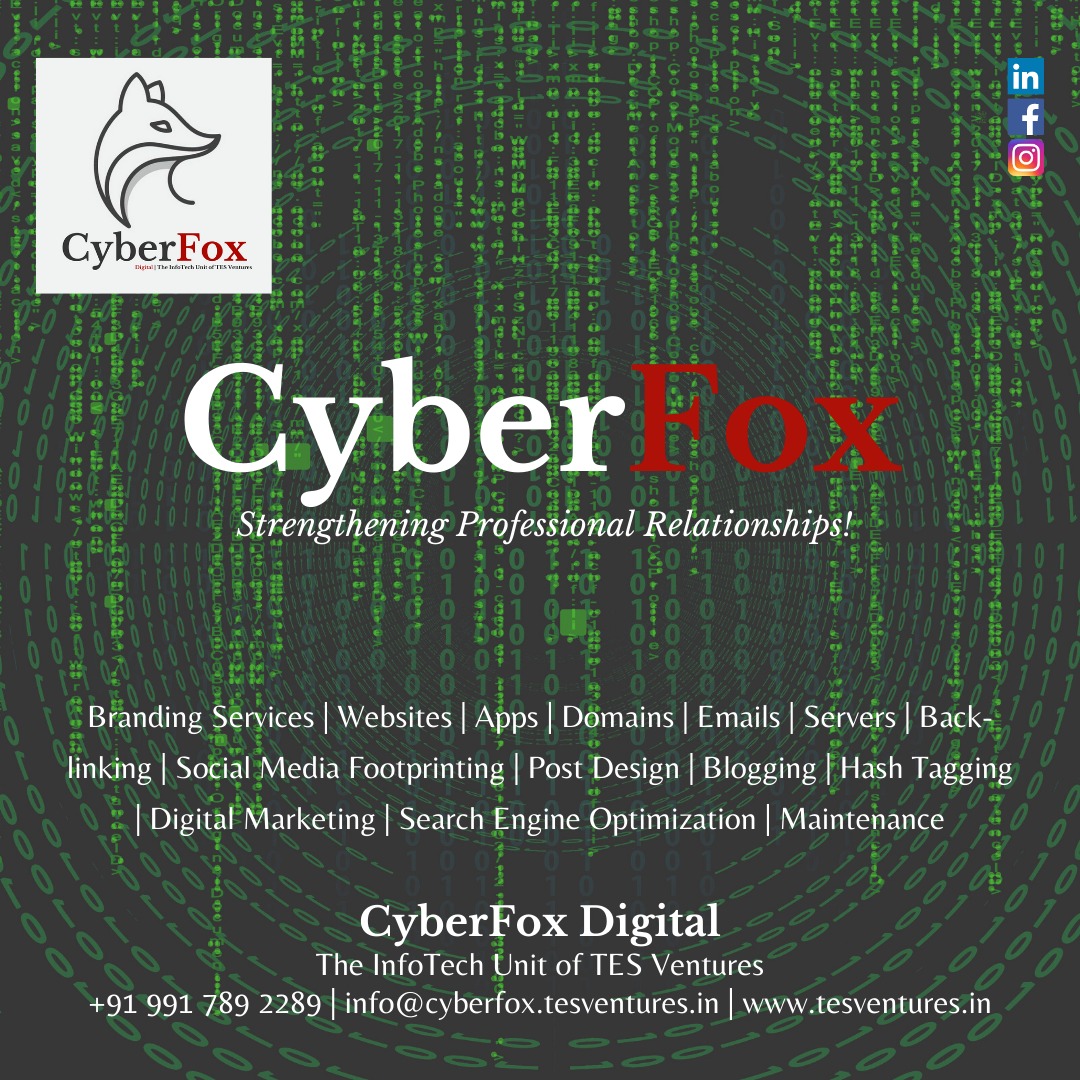 CyberFox
Digital | The InfoTech Unit of TES Ventures
in
f
CyberFox
Strengthening Professional Relationships!
Branding Services | Websites | Apps | Domains | Emails | Servers | Back-
linking | Social Media Footprinting | Post Design | Blogging | Hash Tagging
| Digital Marketing | Search Engine Optimization | Maintenance
CyberFox Digital
The InfoTech Unit of TES Ventures
+91 991 789 2289 | info@cyberfox.tesventures.in | www.tesventures.in